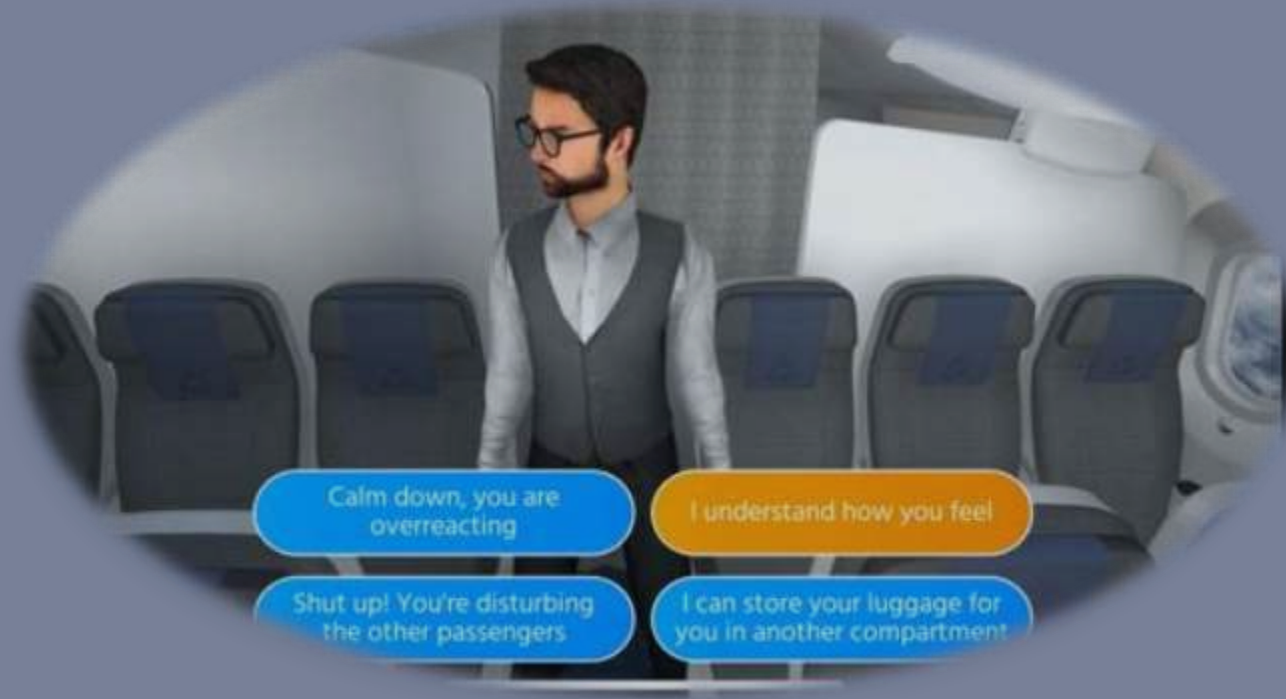 Calm down, you are
overreacting
I understand how you feel
Shut up! You're disturbing
the other passengers
I can store your luggage for
you in another compartment